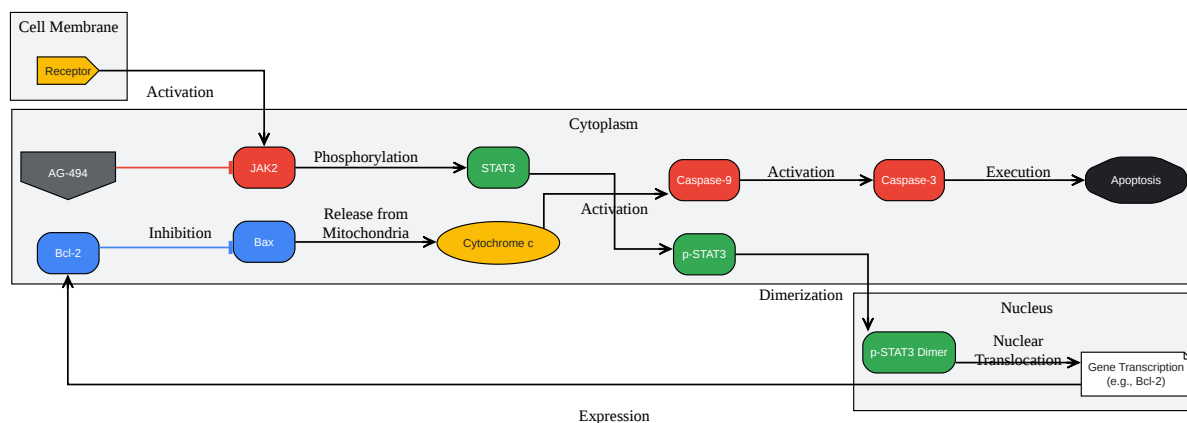 Cell Membrane
Receptor
Activation
Cytoplasm
AG-494
JAK2
Phosphorylation
STAT3
Caspase-9
Activation
Caspase-3
Execution
Apoptosis
Bcl-2
Inhibition
Bax
Release from
Mitochondria
Cytochrome c
Activation
p-STAT3
Dimerization
Nucleus
p-STAT3 Dimer
Nuclear
Translocation
Gene Transcription
(e.g., Bcl-2)
Expression